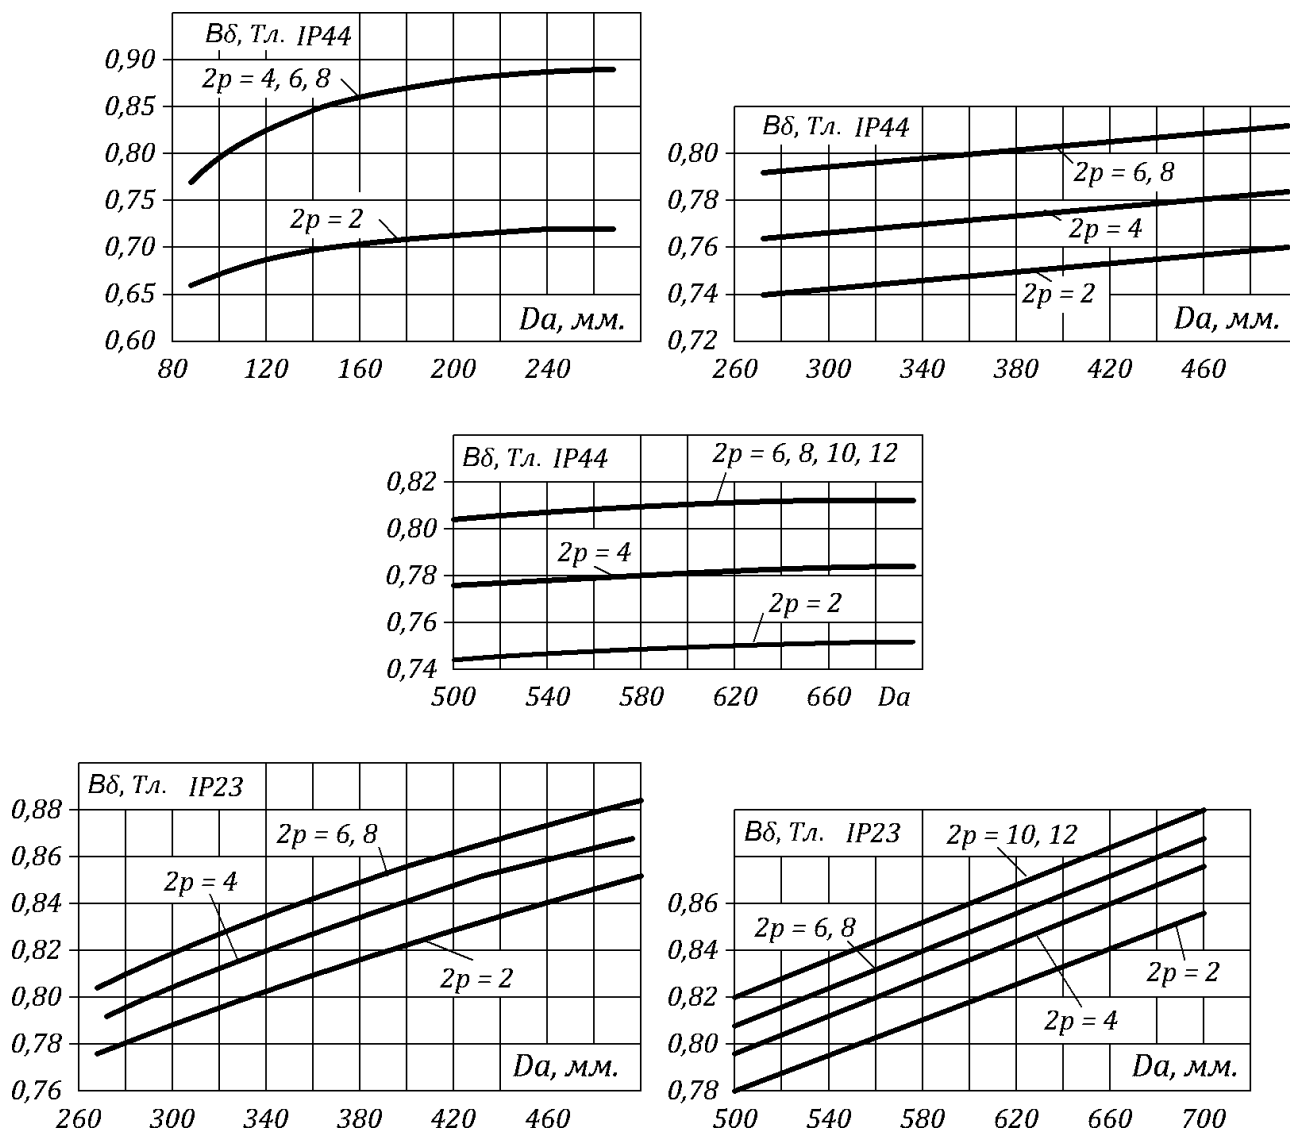 Bδ, Тл. IP44
0,90
2p = 4, 6, 8
0,85
0,80
0,75
2p = 2
0,70
0,65
Da, мм.
0,60
80 120 160 200 240
Bδ, Тл. IP44
0,80
2p = 6, 8
0,78
2p = 4
0,76
0,74
2p = 2
Da, мм.
0,72
260 300 340 380 420 460
Bδ, Тл. IP44
2p = 6, 8, 10, 12
0,82
0,80
2p = 4
0,78
0,76
2p = 2
0,74
500 540 580 620 660 Da
Bδ, Тл. IP23
0,88
2p = 6, 8
0,86
2p = 4
0,84
0,82
2p = 2
0,80
0,78
Da, мм.
0,76
260 300 340 380 420 460
Bδ, Тл. IP23
2p = 10, 12
0,86
2p = 6, 8
0,84
2p = 2
0,82
2p = 4
0,80
Da, мм.
0,78
500 540 580 620 660 700